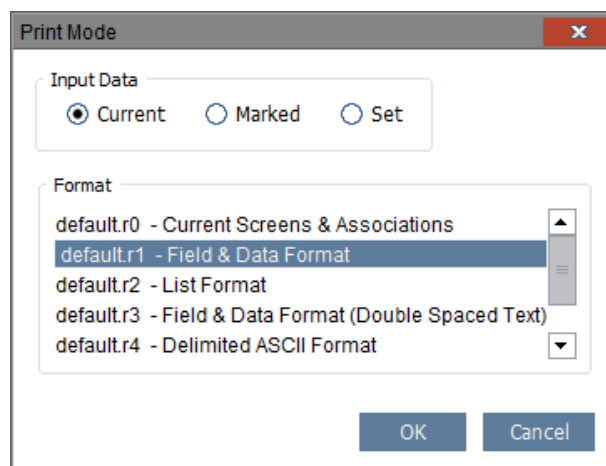 Print Mode
Input Data
Current Marked Set
Format
default.r0 - Current Screens & Associations
default.r1 - Field & Data Format
default.r2 - List Format
default.r3 - Field & Data Format (Double Spaced Text)
default.r4 - Delimited ASCII Format
OK Cancel